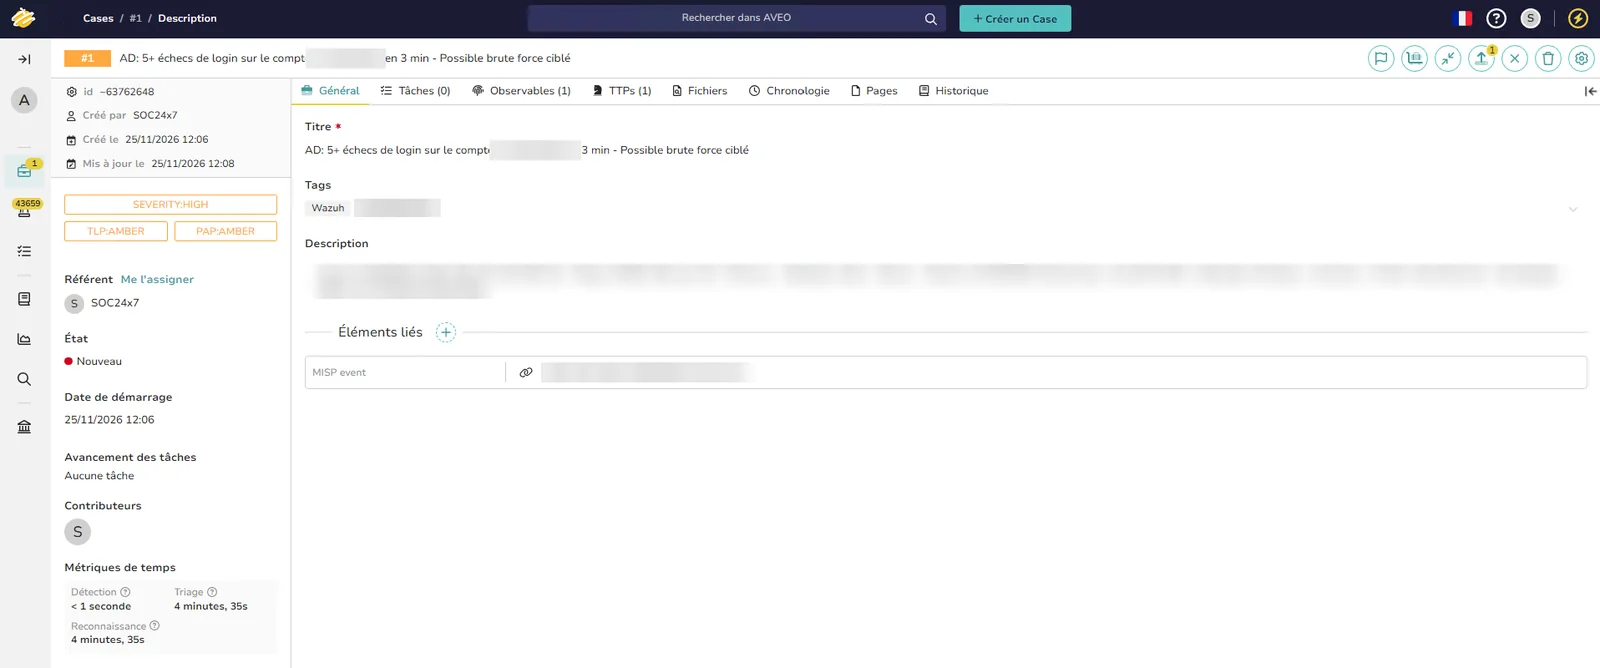 Cases / #1 / Description
Rechercher dans AVEO
+ Créer un Case
?
S
#1 AD: 5+ échecs de login sur le compt en 3 min - Possible brute force ciblé
1
A
1
43659
id ~63762648
Créé par SOC24x7
Créé le 25/11/2026 12:06
Mis à jour le 25/11/2026 12:08
SEVERITY:HIGH
TLP:AMBER PAP:AMBER
Référent Me l'assigner
S SOC24x7
État
Nouveau
Date de démarrage
25/11/2026 12:06
Avancement des tâches
Aucune tâche
Contributeurs
S
Métriques de temps
Détection ? Triage ?
< 1 seconde 4 minutes, 35s
Reconnaissance ?
4 minutes, 35s
Général Tâches (0) Observables (1) TTPs (1) Fichiers Chronologie Pages Historique
Titre *
AD: 5+ échecs de login sur le compte 3 min - Possible brute force ciblé
Tags
Wazuh
Description
Éléments liés +
MISP event